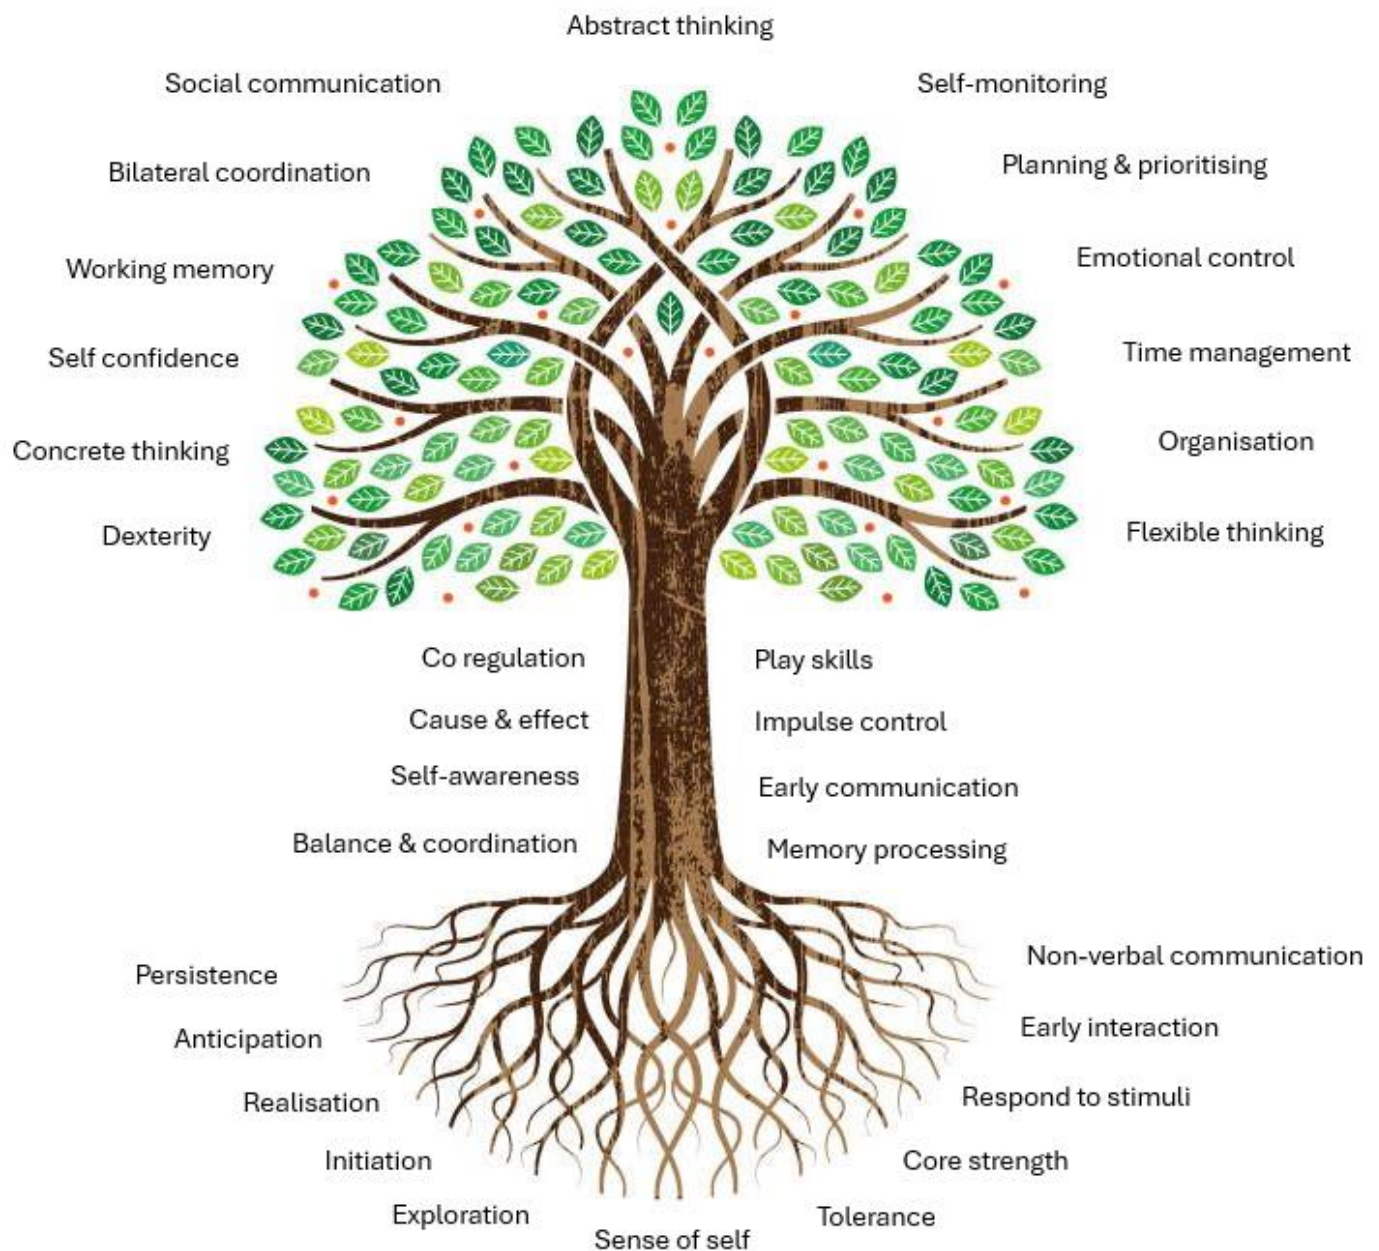 Abstract thinking
Social communication
Self-monitoring
Bilateral coordination
Planning & prioritising
Working memory
Emotional control
Self confidence
Time management
Concrete thinking
Organisation
Dexterity
Flexible thinking
Co regulation
Play skills
Cause & effect
Impulse control
Self-awareness
Early communication
Balance & coordination
Memory processing
Persistence
Non-verbal communication
Anticipation
Early interaction
Realisation
Respond to stimuli
Initiation
Core strength
Exploration
Tolerance
Sense of self